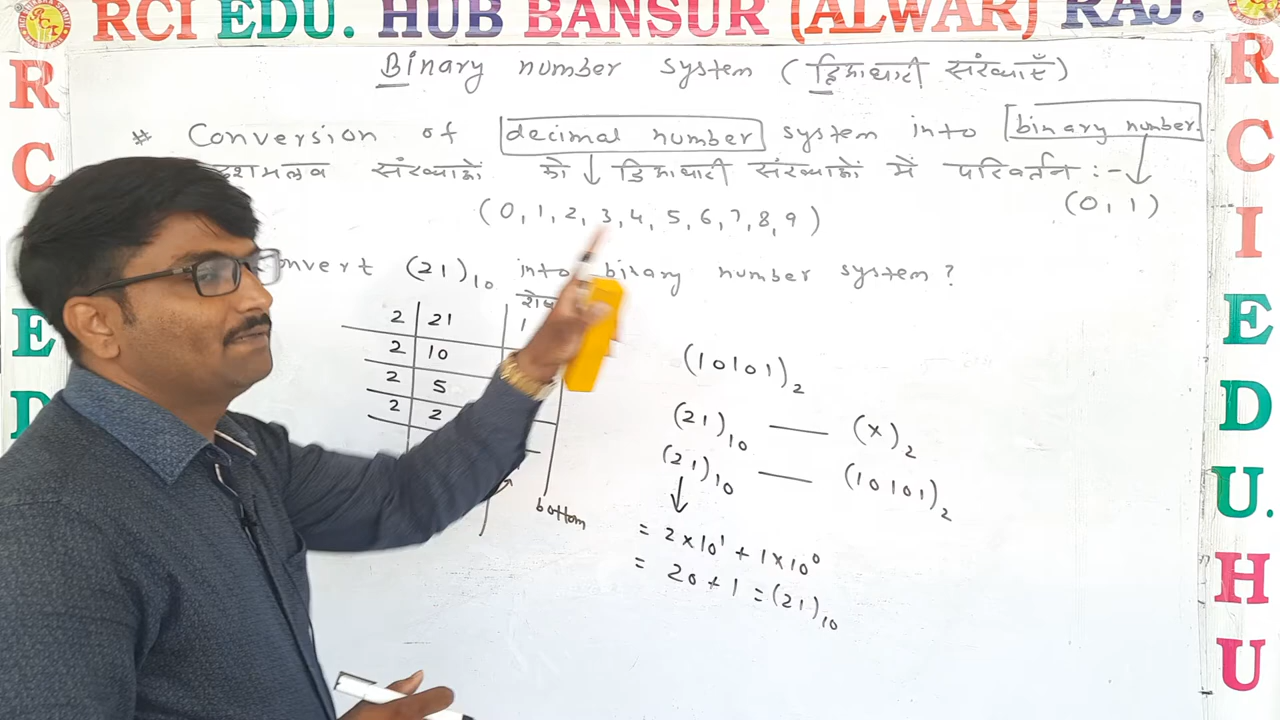 RCI EDU. HUB BANSUR (ALWAR) RAJ.
Binary number system (द्विआधारी संख्याएँ)
# Conversion of decimal number system into binary number.
दशमलव संख्याओं को ↓ द्विआधारी संख्याओं में परिवर्तन :-
(0, 1, 2, 3, 4, 5, 6, 7, 8, 9)
(0, 1)
nvert (21)₁₀ into binary number system ?
2 21 1
2 10
2 5
2 2
bottom
(10101)₂
(21)₁₀ — (x)₂
(21)₁₀ — (10101)₂
= 2×10¹ + 1×10⁰
= 20 + 1 = (21)₁₀
R
C
I
E
D
R
C
I
E
D
U.
H
U